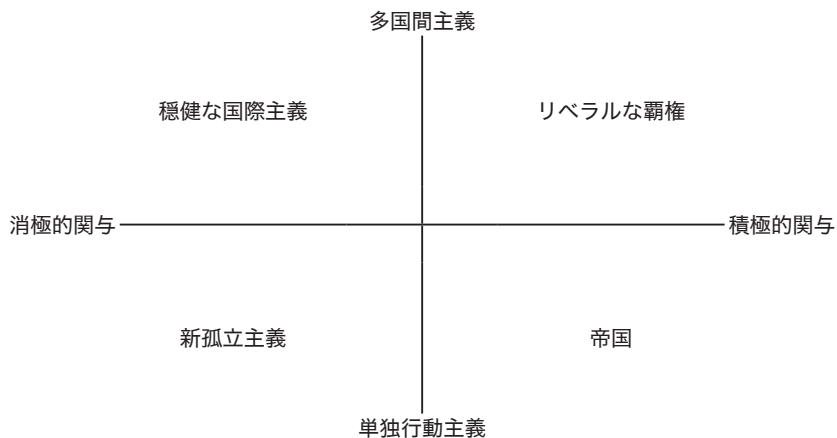 多国間主義
穏健な国際主義
リベラルな覇権
消極的関与
積極的関与
新孤立主義
帝国
単独行動主義